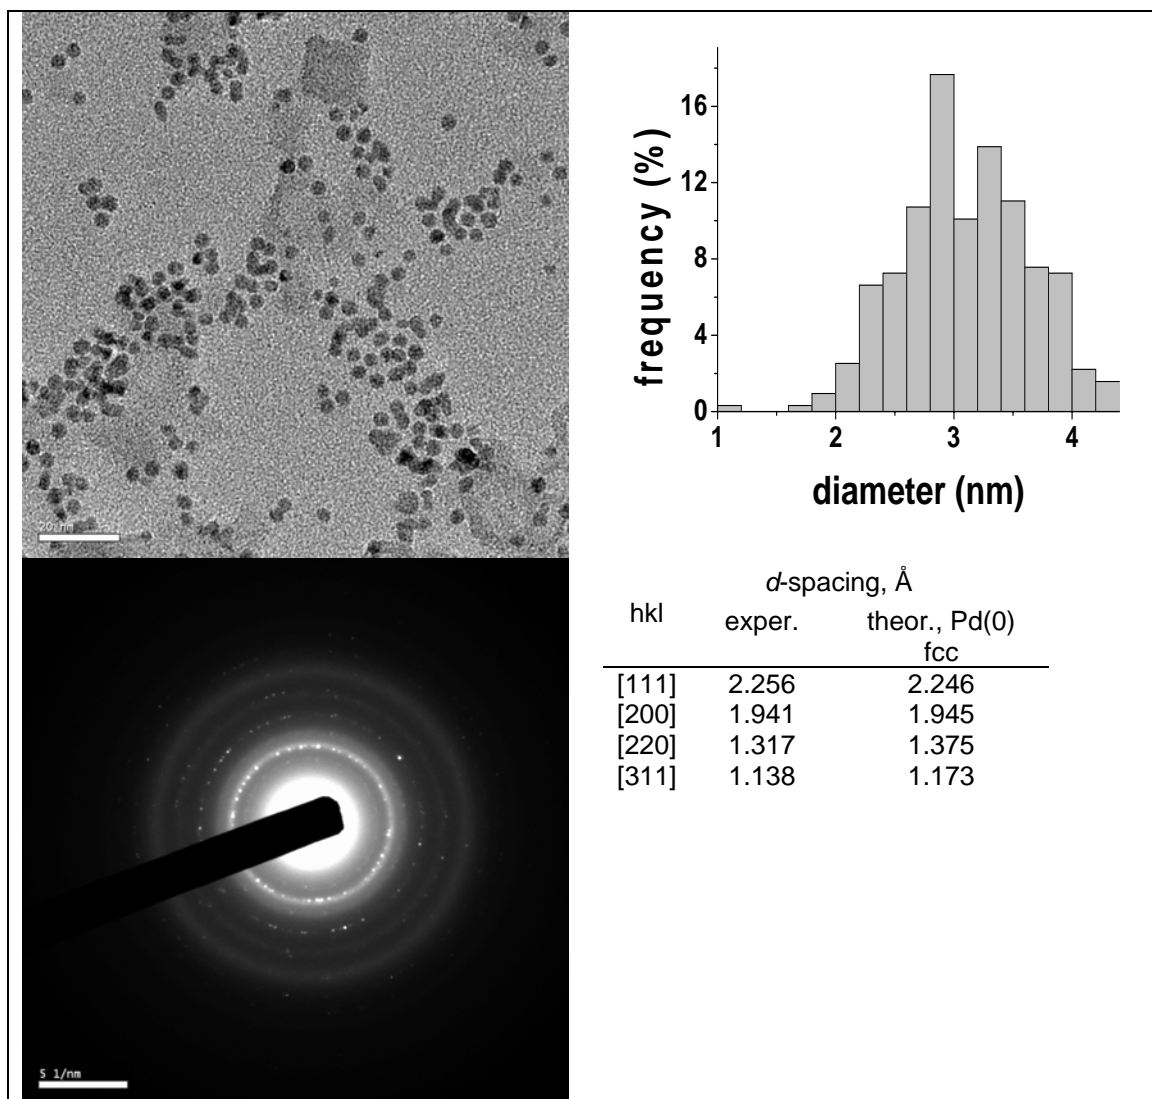 20 nm
frequency (%)
16
12
8
4
0
1 2 3 4
diameter (nm)
5 1/nm
d-spacing, Å
hkl exper. theor., Pd(0)
fcc
[111] 2.256 2.246
[200] 1.941 1.945
[220] 1.317 1.375
[311] 1.138 1.173